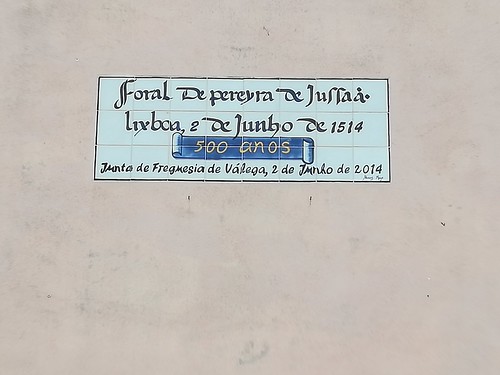 Foral De pereyra de Jussaã.
lixboa, 2 de Junho de 1514
500 anos
Junta de Freguesia de Válega, 2 de Junho de 2014